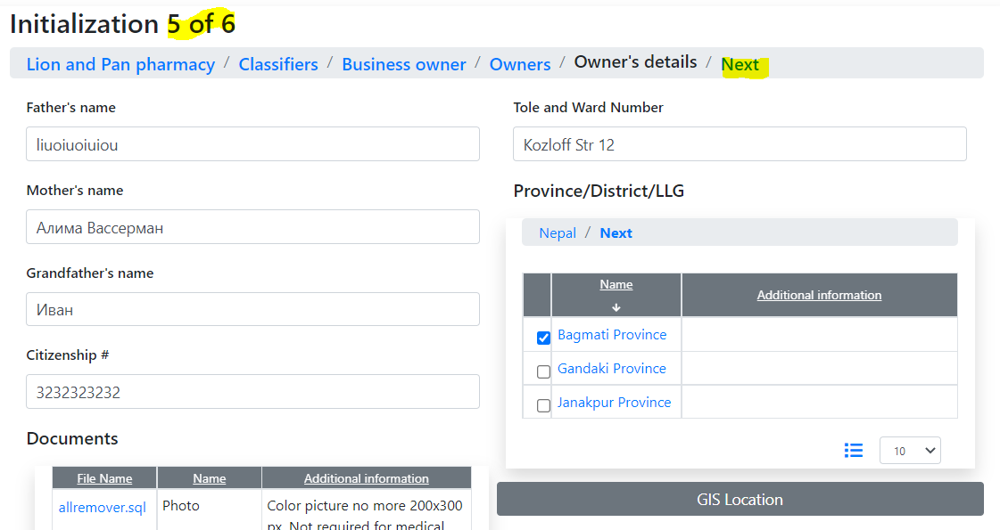 Initialization 5 of 6
Lion and Pan pharmacy / Classifiers / Business owner / Owners / Owner's details / Next
Father's name
liuoiuoiuiou
Mother's name
Алима Вассерман
Grandfather's name
Иван
Citizenship #
3232323232
Documents
File Name Name Additional information
allremover.sql Photo Color picture no more 200x300
px. Not required for medical
Tole and Ward Number
Kozloff Str 12
Province/District/LLG
Nepal / Next
Name Additional information
Bagmati Province
Gandaki Province
Janakpur Province
10
GIS Location